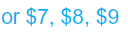 or $7, $8, $9